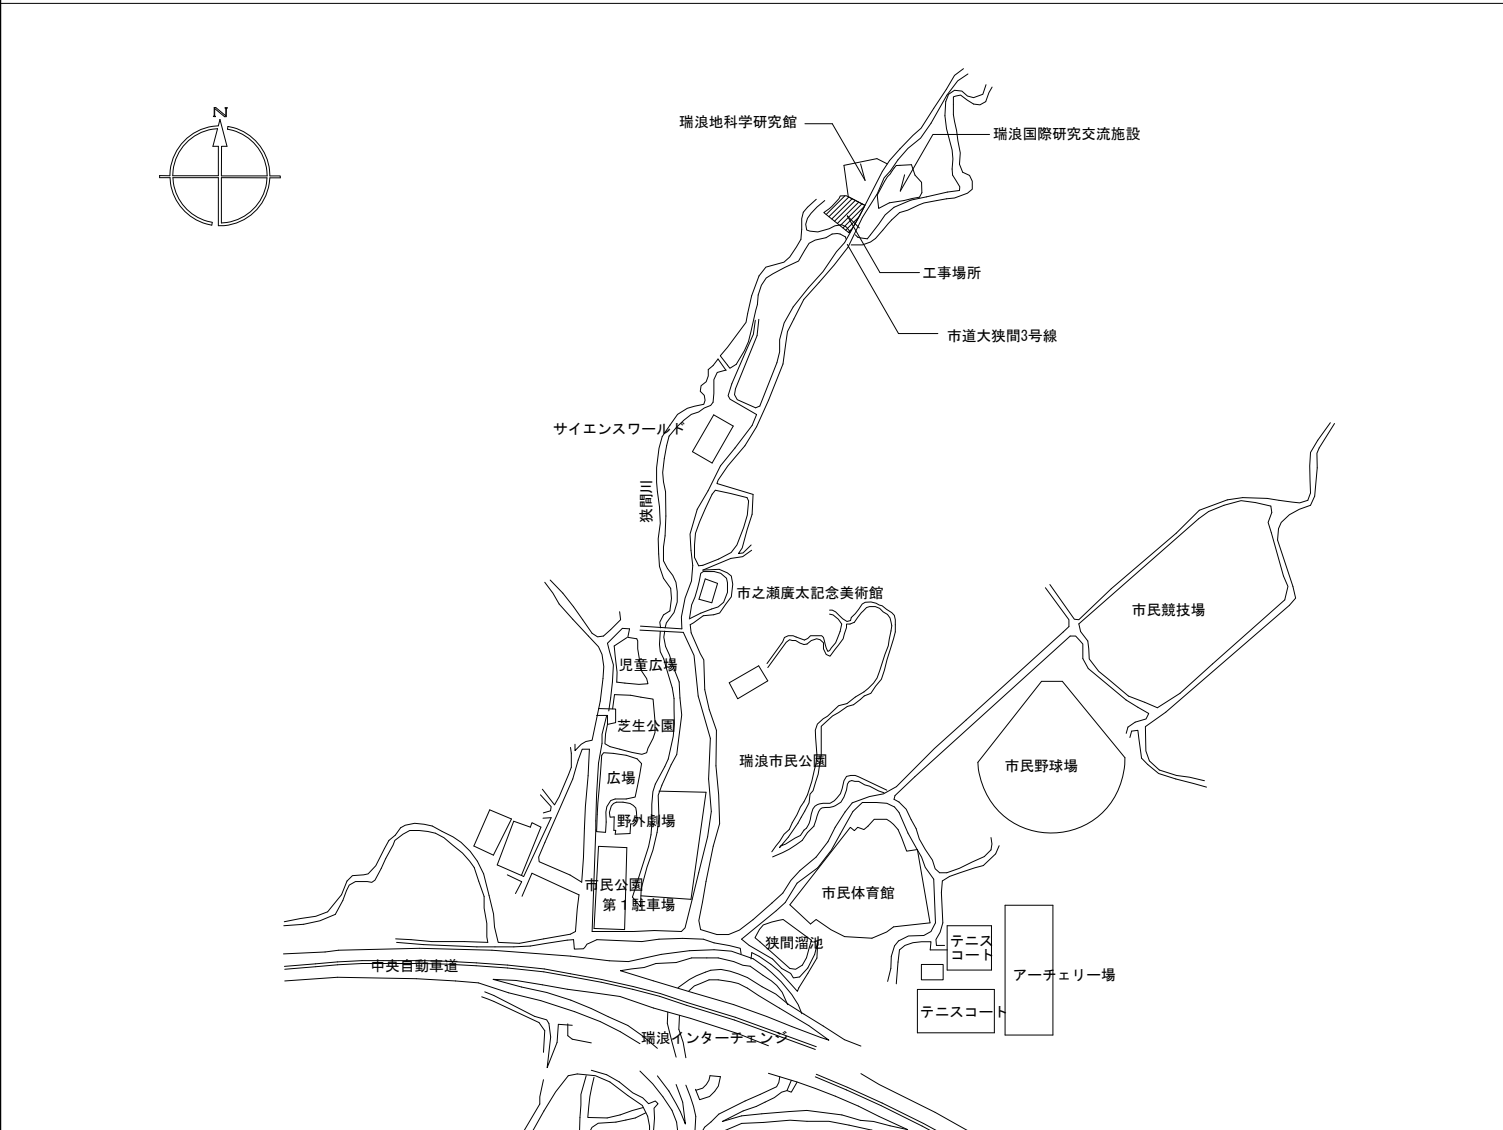 N
瑞浪地科学研究館
瑞浪国際研究交流施設
工事場所
市道大狭間3号線
サイエンスワールド
狭間川
市之瀬廣太記念美術館
市民競技場
児童広場
芝生公園
瑞浪市民公園
市民野球場
広場
野外劇場
市民公園
第1駐車場
市民体育館
狭間溜池
テニス
コート
中央自動車道
アーチェリー場
テニスコート
瑞浪インターチェンジ